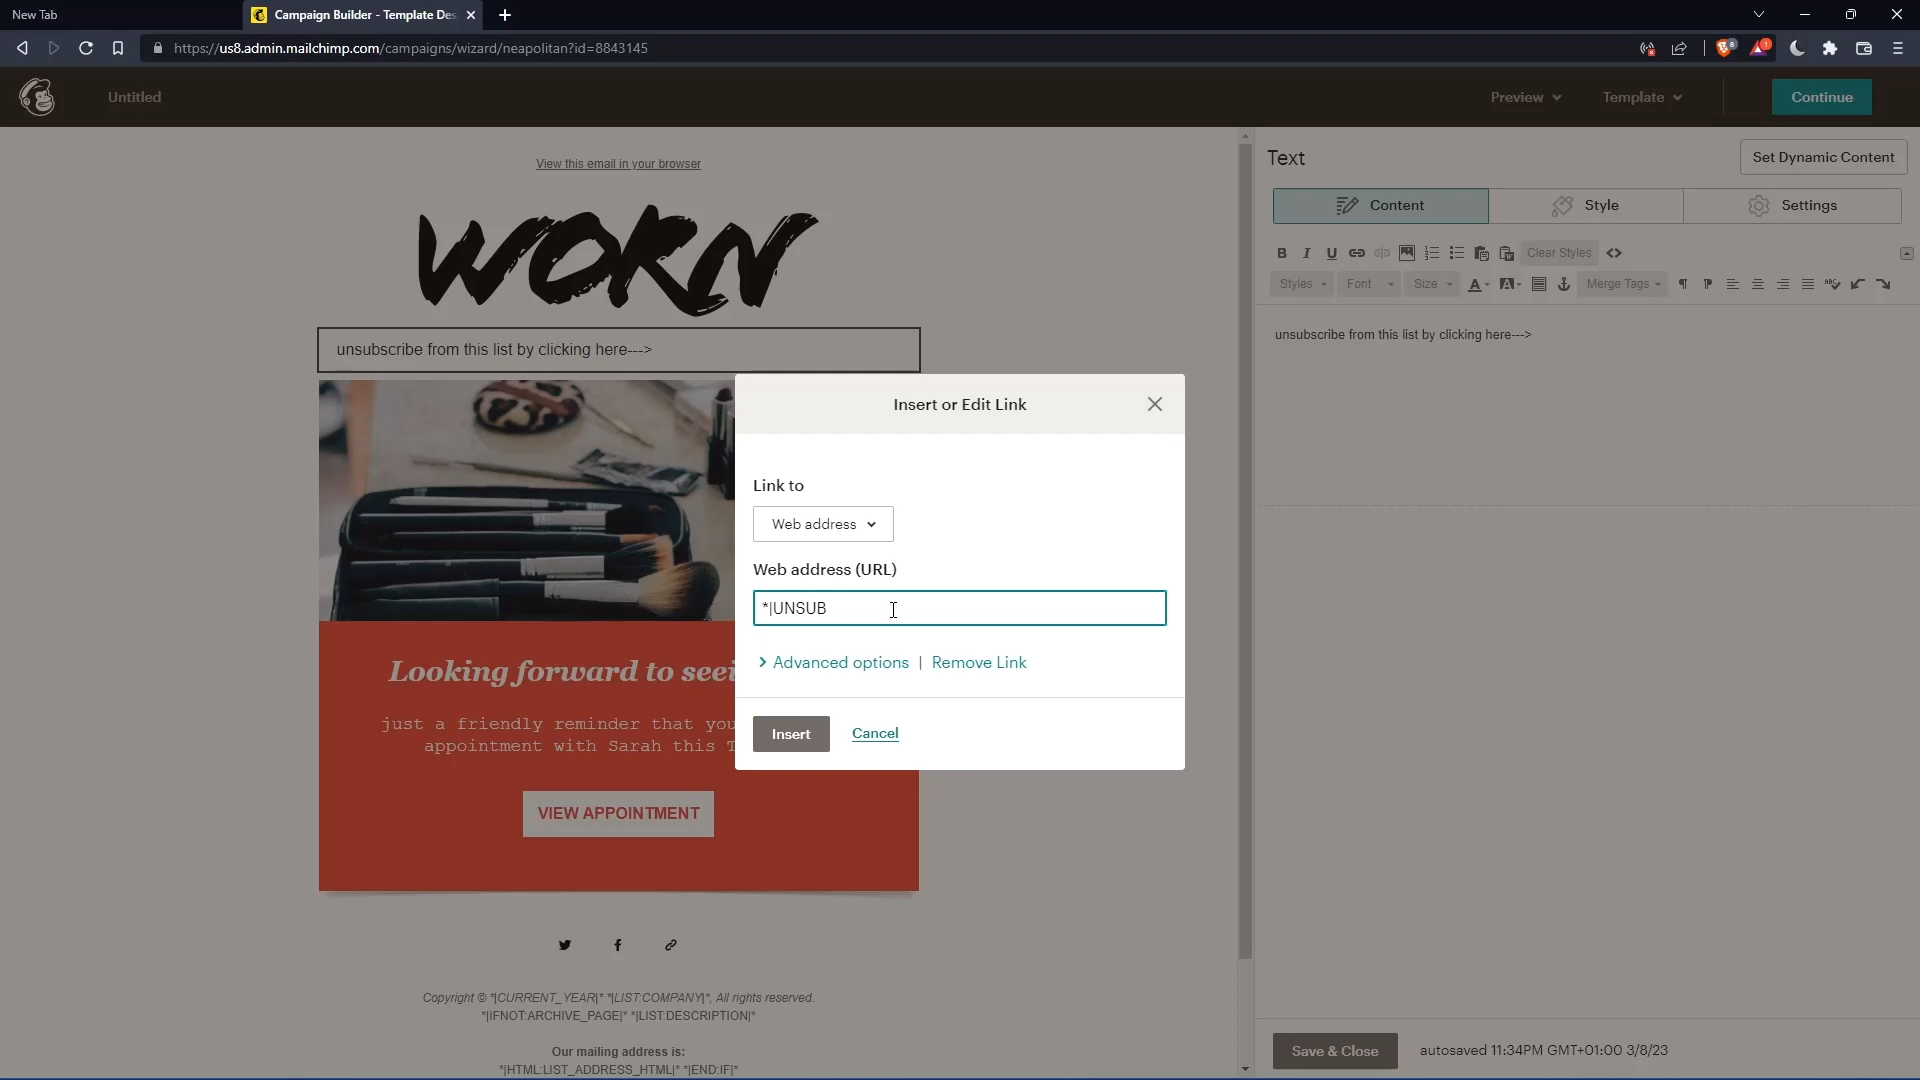 New Tab
Campaign Builder - Template Des
https://us8.admin.mailchimp.com/campaigns/wizard/neapolitan?id=8843145
8
1
Untitled
Preview
Template
Continue
View this email in your browser
WORN
unsubscribe from this list by clicking here--->
Looking forward to seei
just a friendly reminder that you
appointment with Sarah this T
VIEW APPOINTMENT
Copyright © *|CURRENT_YEAR|* *|LIST:COMPANY|*, All rights reserved.
*|IFNOT:ARCHIVE_PAGE|* *|LIST:DESCRIPTION|*
Our mailing address is:
*|HTML:LIST_ADDRESS_HTML|* *|END:IF|*
Insert or Edit Link
Link to
Web address
Web address (URL)
*|UNSUB
Advanced options | Remove Link
Insert
Cancel
Text
Set Dynamic Content
Content
Style
Settings
B I U
Clear Styles
Styles
Font
Size
A
A
Merge Tags
ABC
unsubscribe from this list by clicking here--->
Save & Close
autosaved 11:34PM GMT+01:00 3/8/23